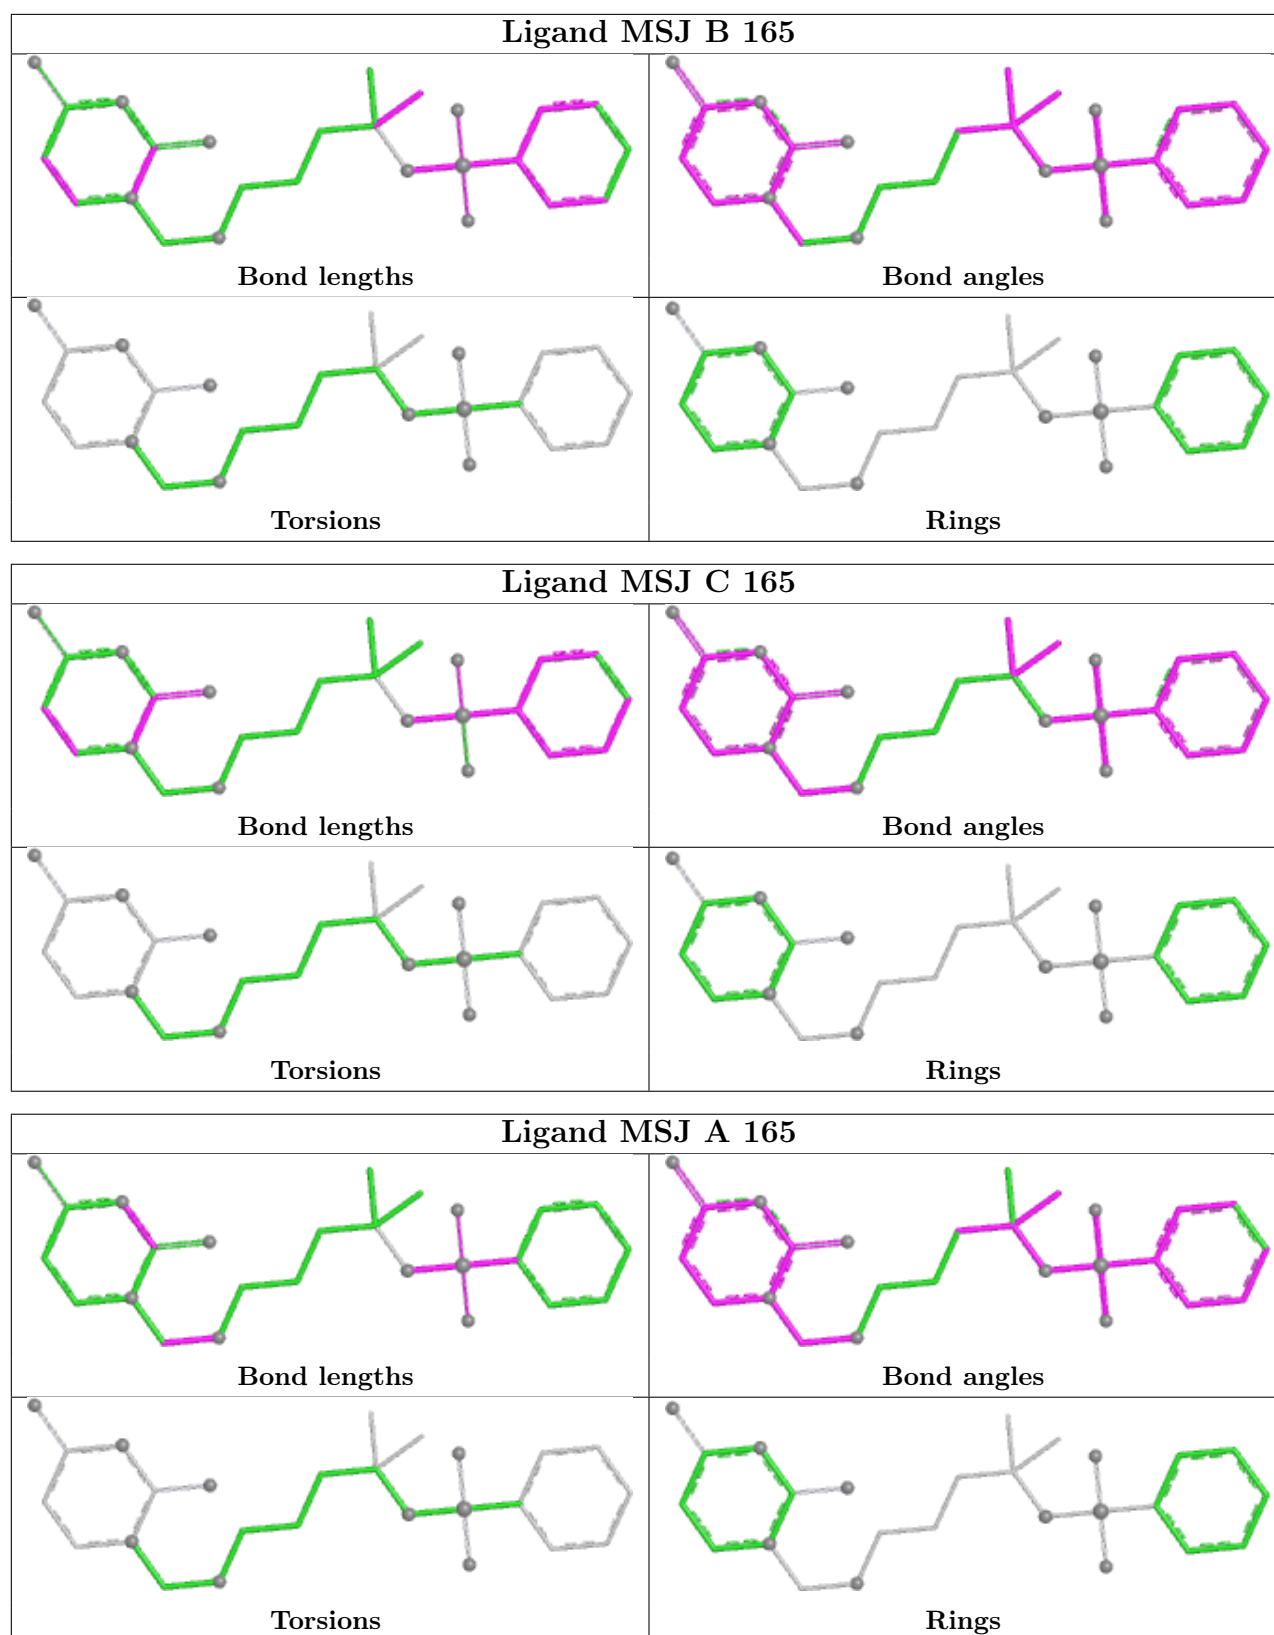 Ligand MSJ B 165
Bond lengths
Bond angles
Torsions
Rings
Ligand MSJ C 165
Bond lengths
Bond angles
Torsions
Rings
Ligand MSJ A 165
Bond lengths
Bond angles
Torsions
Rings